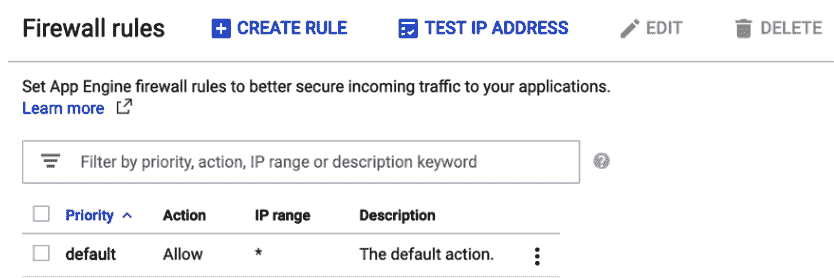 Firewall rules CREATE RULE TEST IP ADDRESS EDIT DELETE
Set App Engine firewall rules to better secure incoming traffic to your applications.
Learn more
Filter by priority, action, IP range or description keyword
Priority Action IP range Description
default Allow * The default action.